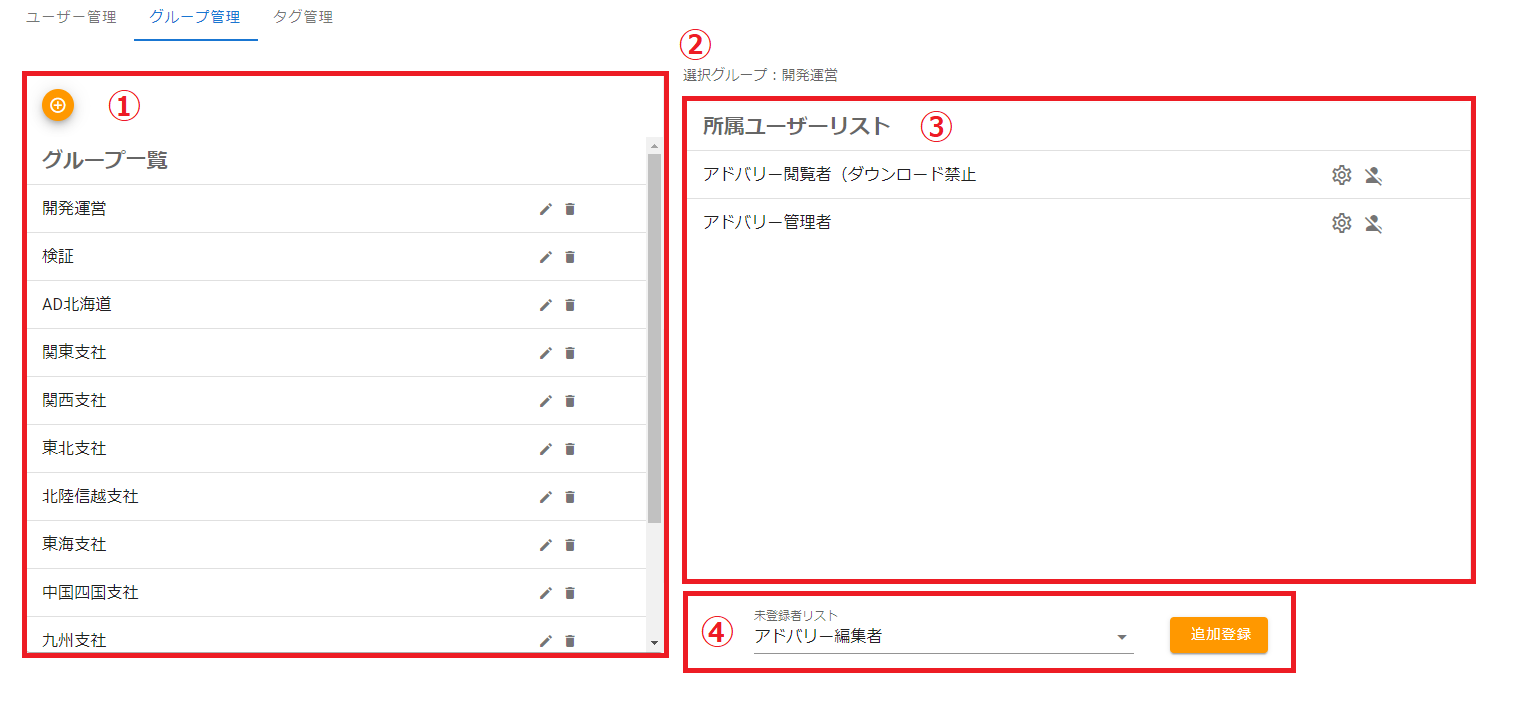 ユーザー管理 グループ管理 タグ管理
①
グループ一覧
開発運営
検証
AD北海道
関東支社
関西支社
東北支社
北陸信越支社
東海支社
中国四国支社
九州支社
②
選択グループ：開発運営
所属ユーザーリスト ③
アドバリー閲覧者（ダウンロード禁止
アドバリー管理者
④
未登録者リスト
アドバリー編集者
追加登録